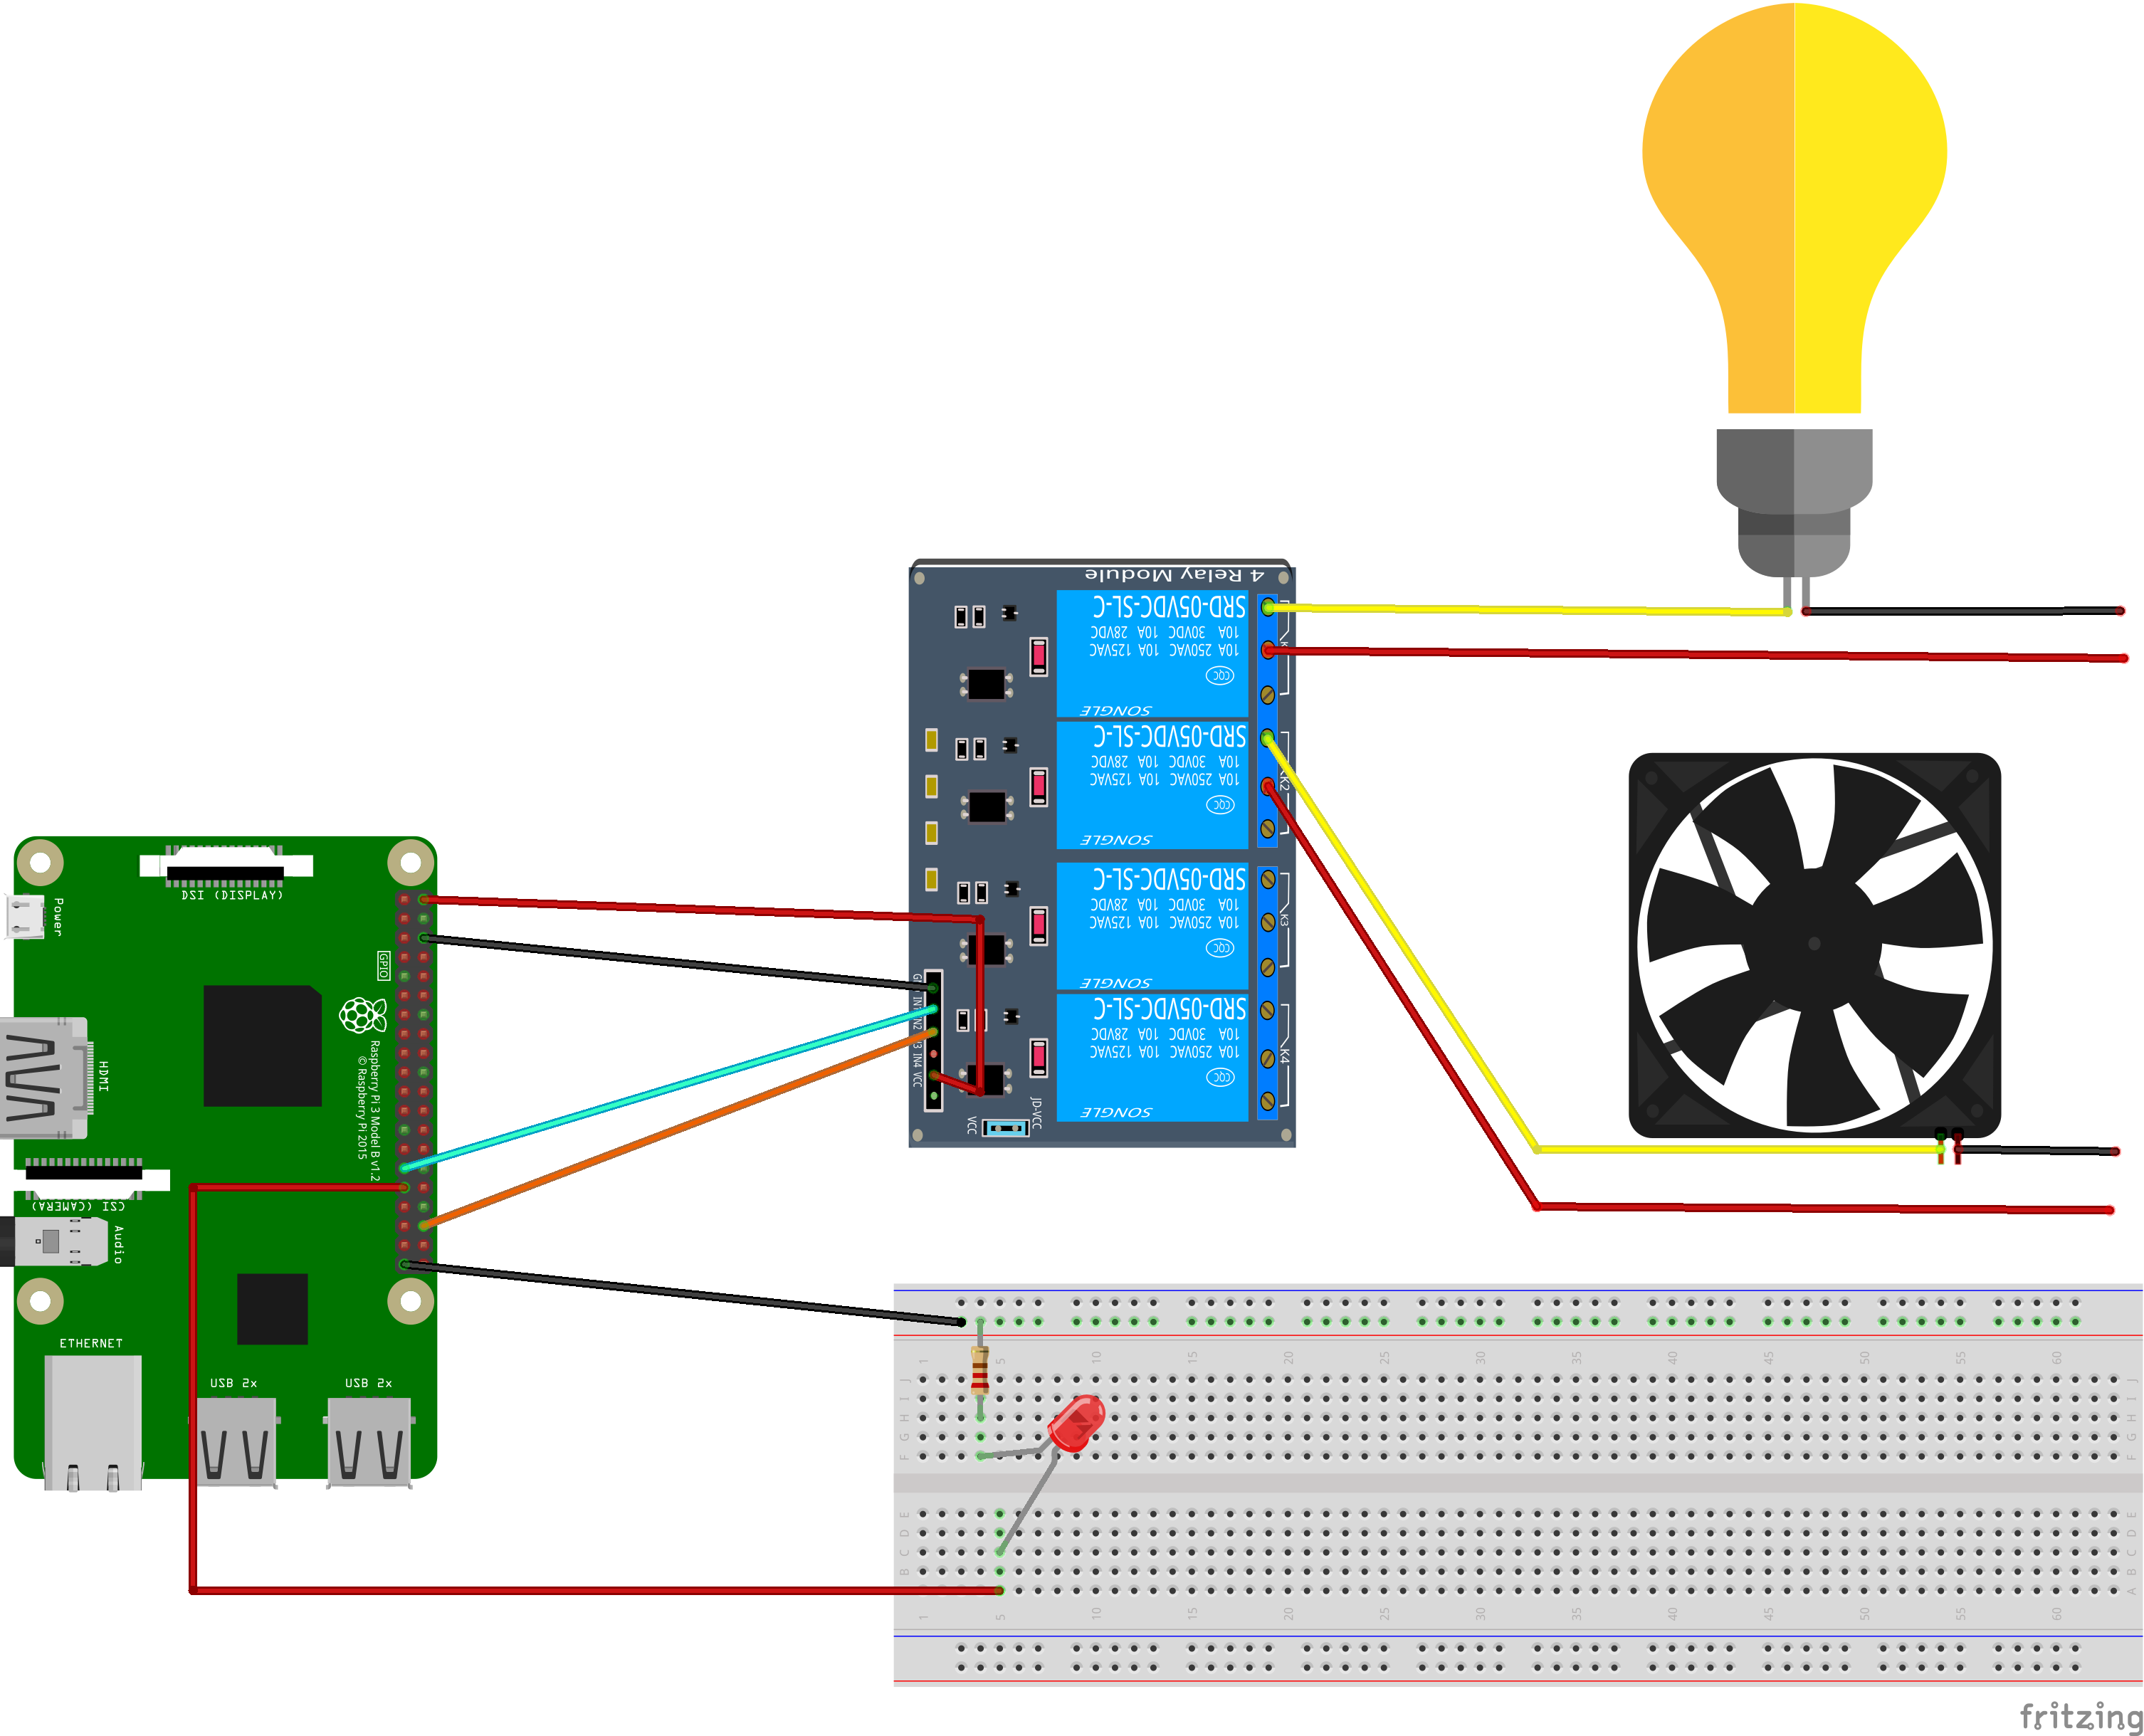 4 Relay Module
SRD-05VDC-SL-C
10A 30VDC 10A 28VDC
10A 250VAC 10A 125VAC
CQC
SONGLE
SRD-05VDC-SL-C
10A 30VDC 10A 28VDC
10A 250VAC 10A 125VAC
CQC
SONGLE
K2
SRD-05VDC-SL-C
10A 30VDC 10A 28VDC
10A 250VAC 10A 125VAC
CQC
SONGLE
K3
SRD-05VDC-SL-C
10A 30VDC 10A 28VDC
10A 250VAC 10A 125VAC
CQC
SONGLE
K4
IN2
IN4 VCC
VCC
JD-VCC
DSI (DISPLAY)
Power
GPIO
HDMI
Raspberry Pi 3 Model B v1.2
© Raspberry Pi 2015
CSI (CAMERA)
Audio
ETHERNET
USB 2x
USB 2x
1 5 10 15 20 25 30 35 40 45 50 55 60
J J
I I
H H
G G
F F
E E
D D
C C
B B
A A
1 5 10 15 20 25 30 35 40 45 50 55 60
fritzing